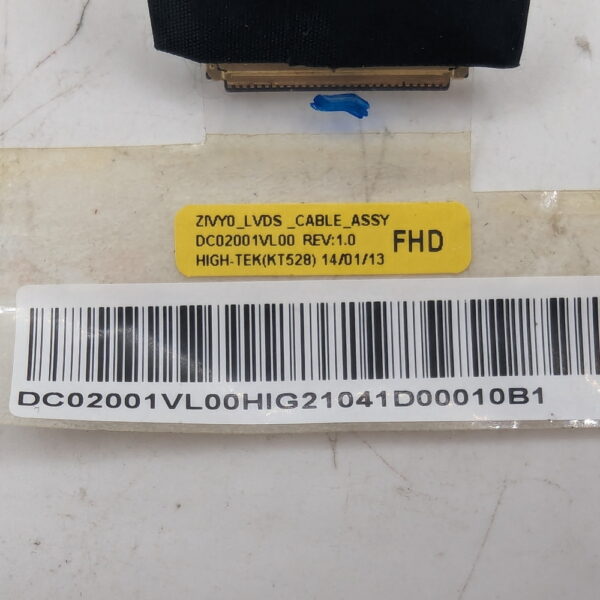 ZIVY0_LVDS _CABLE_ASSY
DC02001VL00 REV:1.0 FHD
HIGH-TEK(KT528) 14/01/13
DC02001VL00HIG21041D00010B1